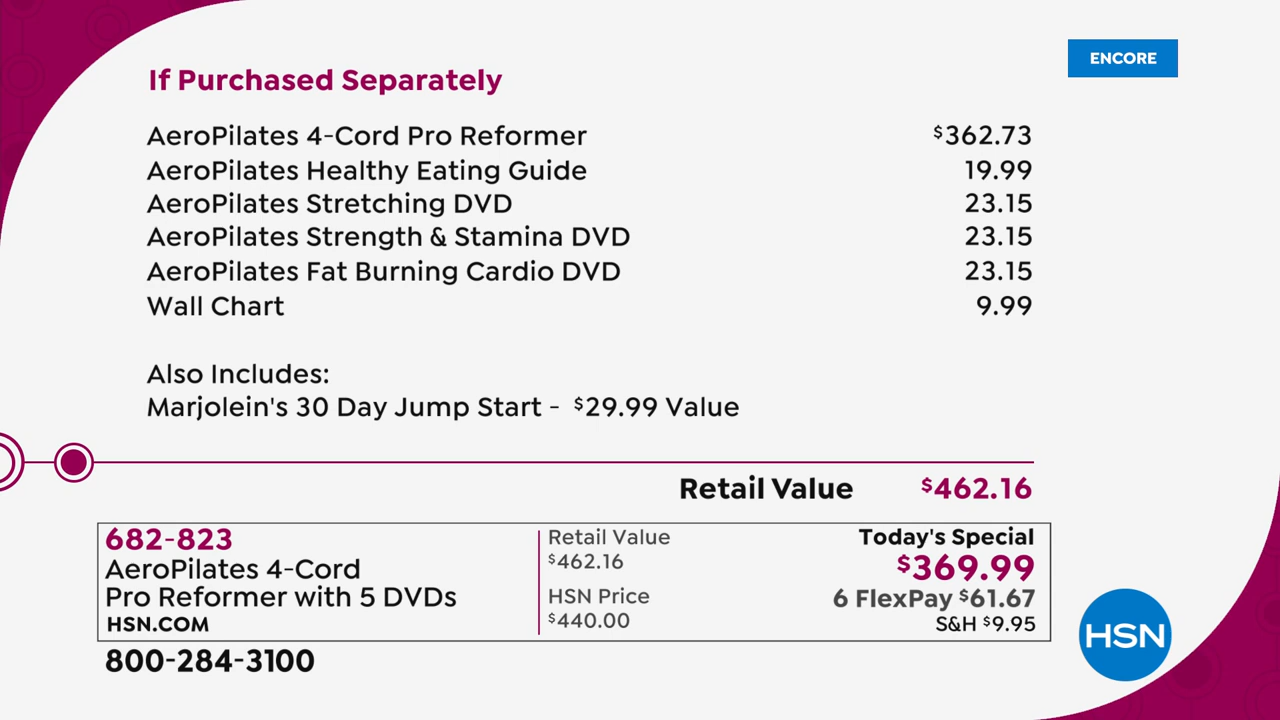 ENCORE
If Purchased Separately
AeroPilates 4-Cord Pro Reformer $362.73
AeroPilates Healthy Eating Guide 19.99
AeroPilates Stretching DVD 23.15
AeroPilates Strength & Stamina DVD 23.15
AeroPilates Fat Burning Cardio DVD 23.15
Wall Chart 9.99
Also Includes:
Marjolein's 30 Day Jump Start - $29.99 Value
Retail Value $462.16
682-823
AeroPilates 4-Cord
Pro Reformer with 5 DVDs
HSN.COM
Retail Value
$462.16
HSN Price
$440.00
Today's Special
$369.99
6 FlexPay $61.67
S&H $9.95
800-284-3100
HSN